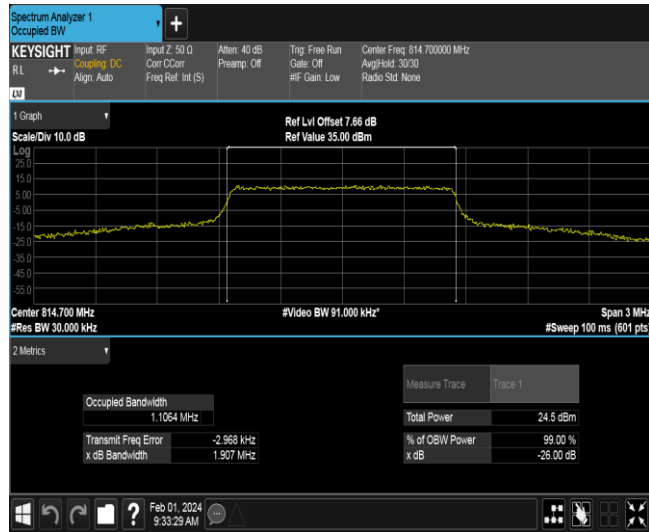 Spectrum Analyzer 1
Occupied BW
+
KEYSIGHT
RL
LXI
Input: RF
Coupling: DC
Align: Auto
Input Z: 50 Ω
Corr CCorr
Freq Ref: Int (S)
Atten: 40 dB
Preamp: Off
Trig: Free Run
Gate: Off
#IF Gain: Low
Center Freq: 814.700000 MHz
Avg|Hold: 30/30
Radio Std: None
1 Graph
Scale/Div 10.0 dB
Ref Lvl Offset 7.66 dB
Ref Value 35.00 dBm
Log
25.0
15.0
5.00
-5.00
-15.0
-25.0
-35.0
-45.0
-55.0
Center 814.700 MHz
#Video BW 91.000 kHz*
Span 3 MHz
#Res BW 30.000 kHz
#Sweep 100 ms (601 pts)
2 Metrics
Measure Trace Trace 1
Occupied Bandwidth
1.1064 MHz
Total Power 24.5 dBm
Transmit Freq Error -2.968 kHz
% of OBW Power 99.00 %
x dB Bandwidth 1.907 MHz
x dB -26.00 dB
?
Feb 01, 2024
9:33:29 AM